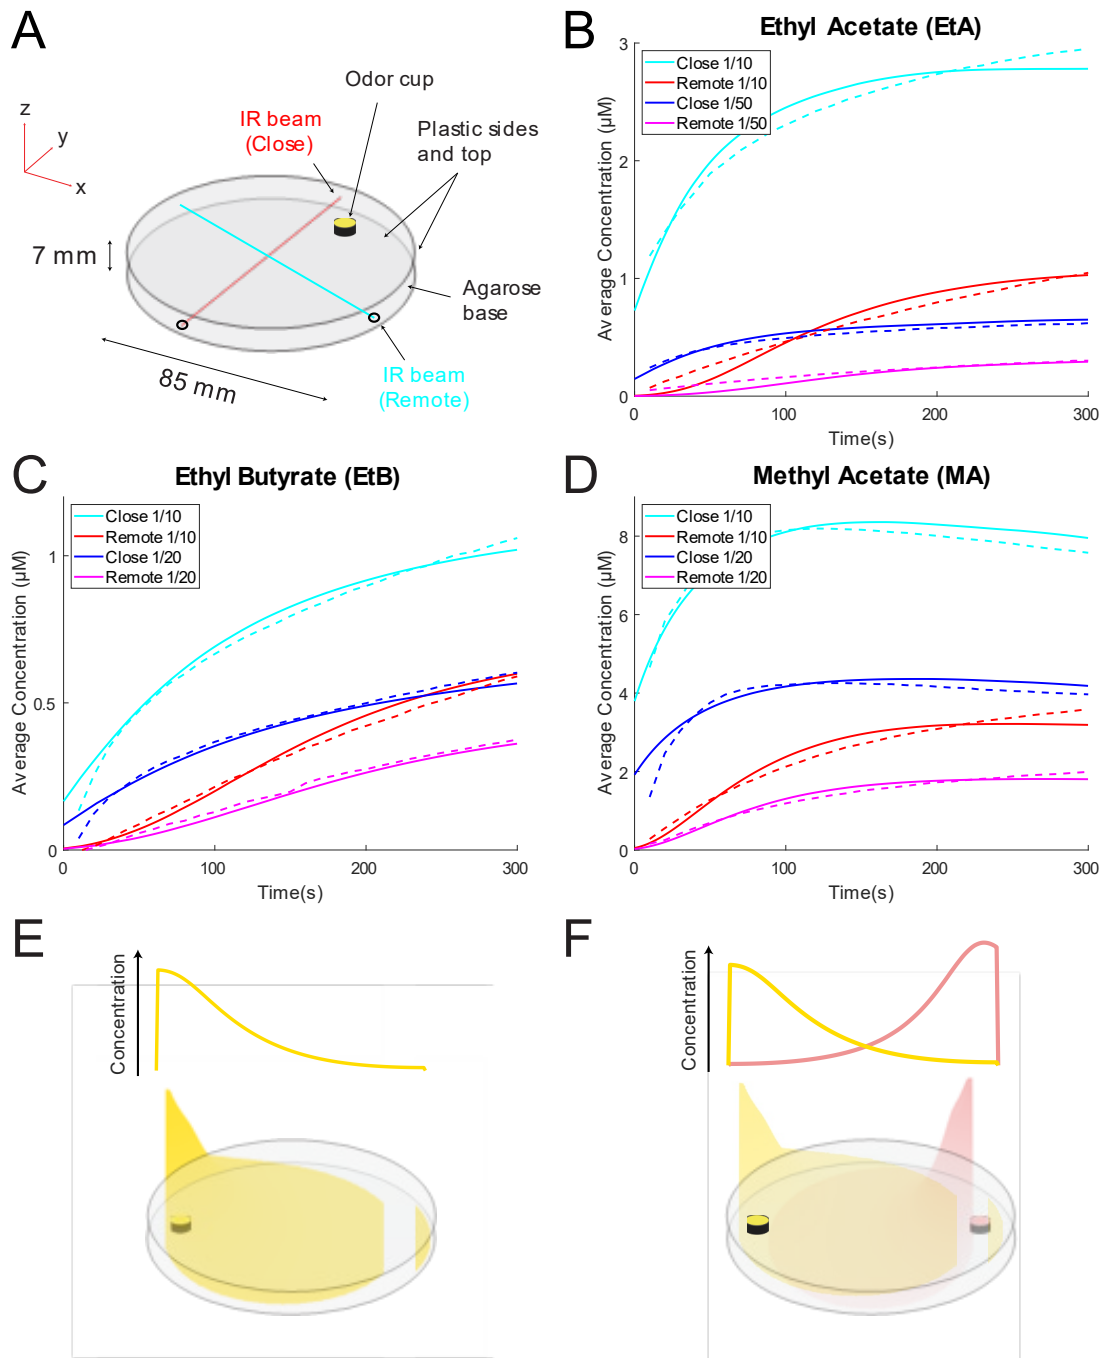 A
Odor cup
IR beam
(Close)
Plastic sides
and top
z
y
x
7 mm
Agarose
base
85 mm
IR beam
(Remote)
B
Ethyl Acetate (EtA)
Close 1/10
Remote 1/10
Close 1/50
Remote 1/50
Average Concentration (µM)
3
2
1
0
0
100
200
300
Time(s)
C
Ethyl Butyrate (EtB)
Close 1/10
Remote 1/10
Close 1/20
Remote 1/20
Average Concentration (µM)
1
0.5
0
0
100
200
300
Time(s)
D
Methyl Acetate (MA)
Close 1/10
Remote 1/10
Close 1/20
Remote 1/20
Average Concentration (µM)
8
6
4
2
0
0
100
200
300
Time(s)
E
Concentration
F
Concentration